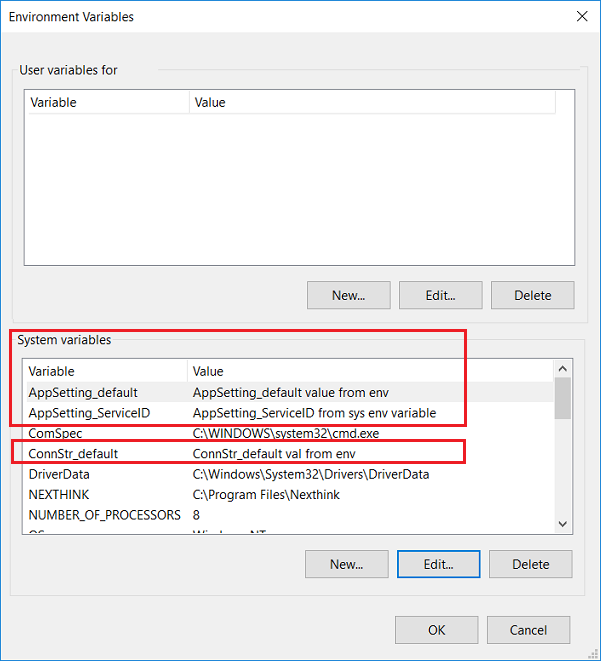 Environment Variables
User variables for
Variable Value
New... Edit... Delete
System variables
Variable Value
AppSetting_default AppSetting_default value from env
AppSetting_ServiceID AppSetting_ServiceID from sys env variable
ComSpec C:\WINDOWS\system32\cmd.exe
ConnStr_default ConnStr_default val from env
DriverData C:\Windows\System32\Drivers\DriverData
NEXTHINK C:\Program Files\Nexthink
NUMBER_OF_PROCESSORS 8
OS Windows_NT
New... Edit... Delete
OK Cancel